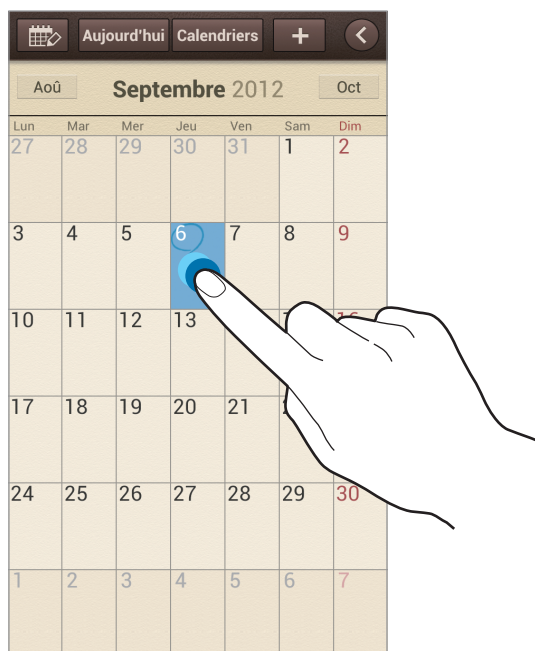 Aujourd'hui Calendriers +
Aoû Septembre 2012 Oct
Lun Mar Mer Jeu Ven Sam Dim
27 28 29 30 31 1 2
3 4 5 6 7 8 9
10 11 12 13
17 18 19 20 21
24 25 26 27 28 29 30
1 2 3 4 5 6 7